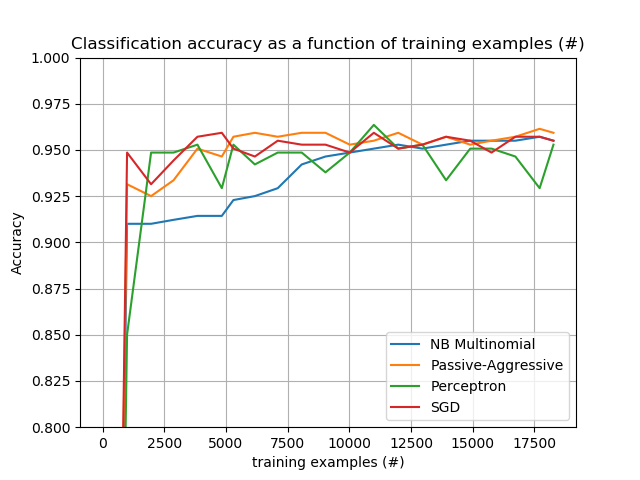 Classification accuracy as a function of training examples (#)
1.000
0.975
0.950
0.925
0.900
0.875
0.850
0.825
0.800
Accuracy
NB Multinomial
Passive-Aggressive
Perceptron
SGD
0 2500 5000 7500 10000 12500 15000 17500
training examples (#)